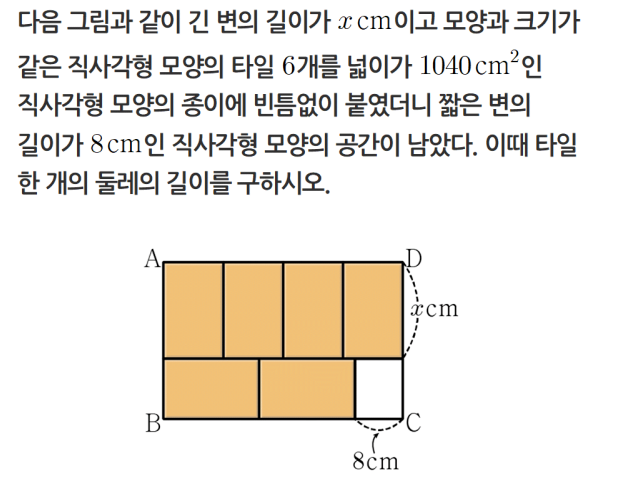 다음 그림과 같이 긴 변의 길이가 x cm이고 모양과 크기가
같은 직사각형 모양의 타일 6개를 넓이가 1040 cm²인
직사각형 모양의 종이에 빈틈없이 붙였더니 짧은 변의
길이가 8 cm인 직사각형 모양의 공간이 남았다. 이때 타일
한 개의 둘레의 길이를 구하시오.
A
D
x cm
B
C
8cm